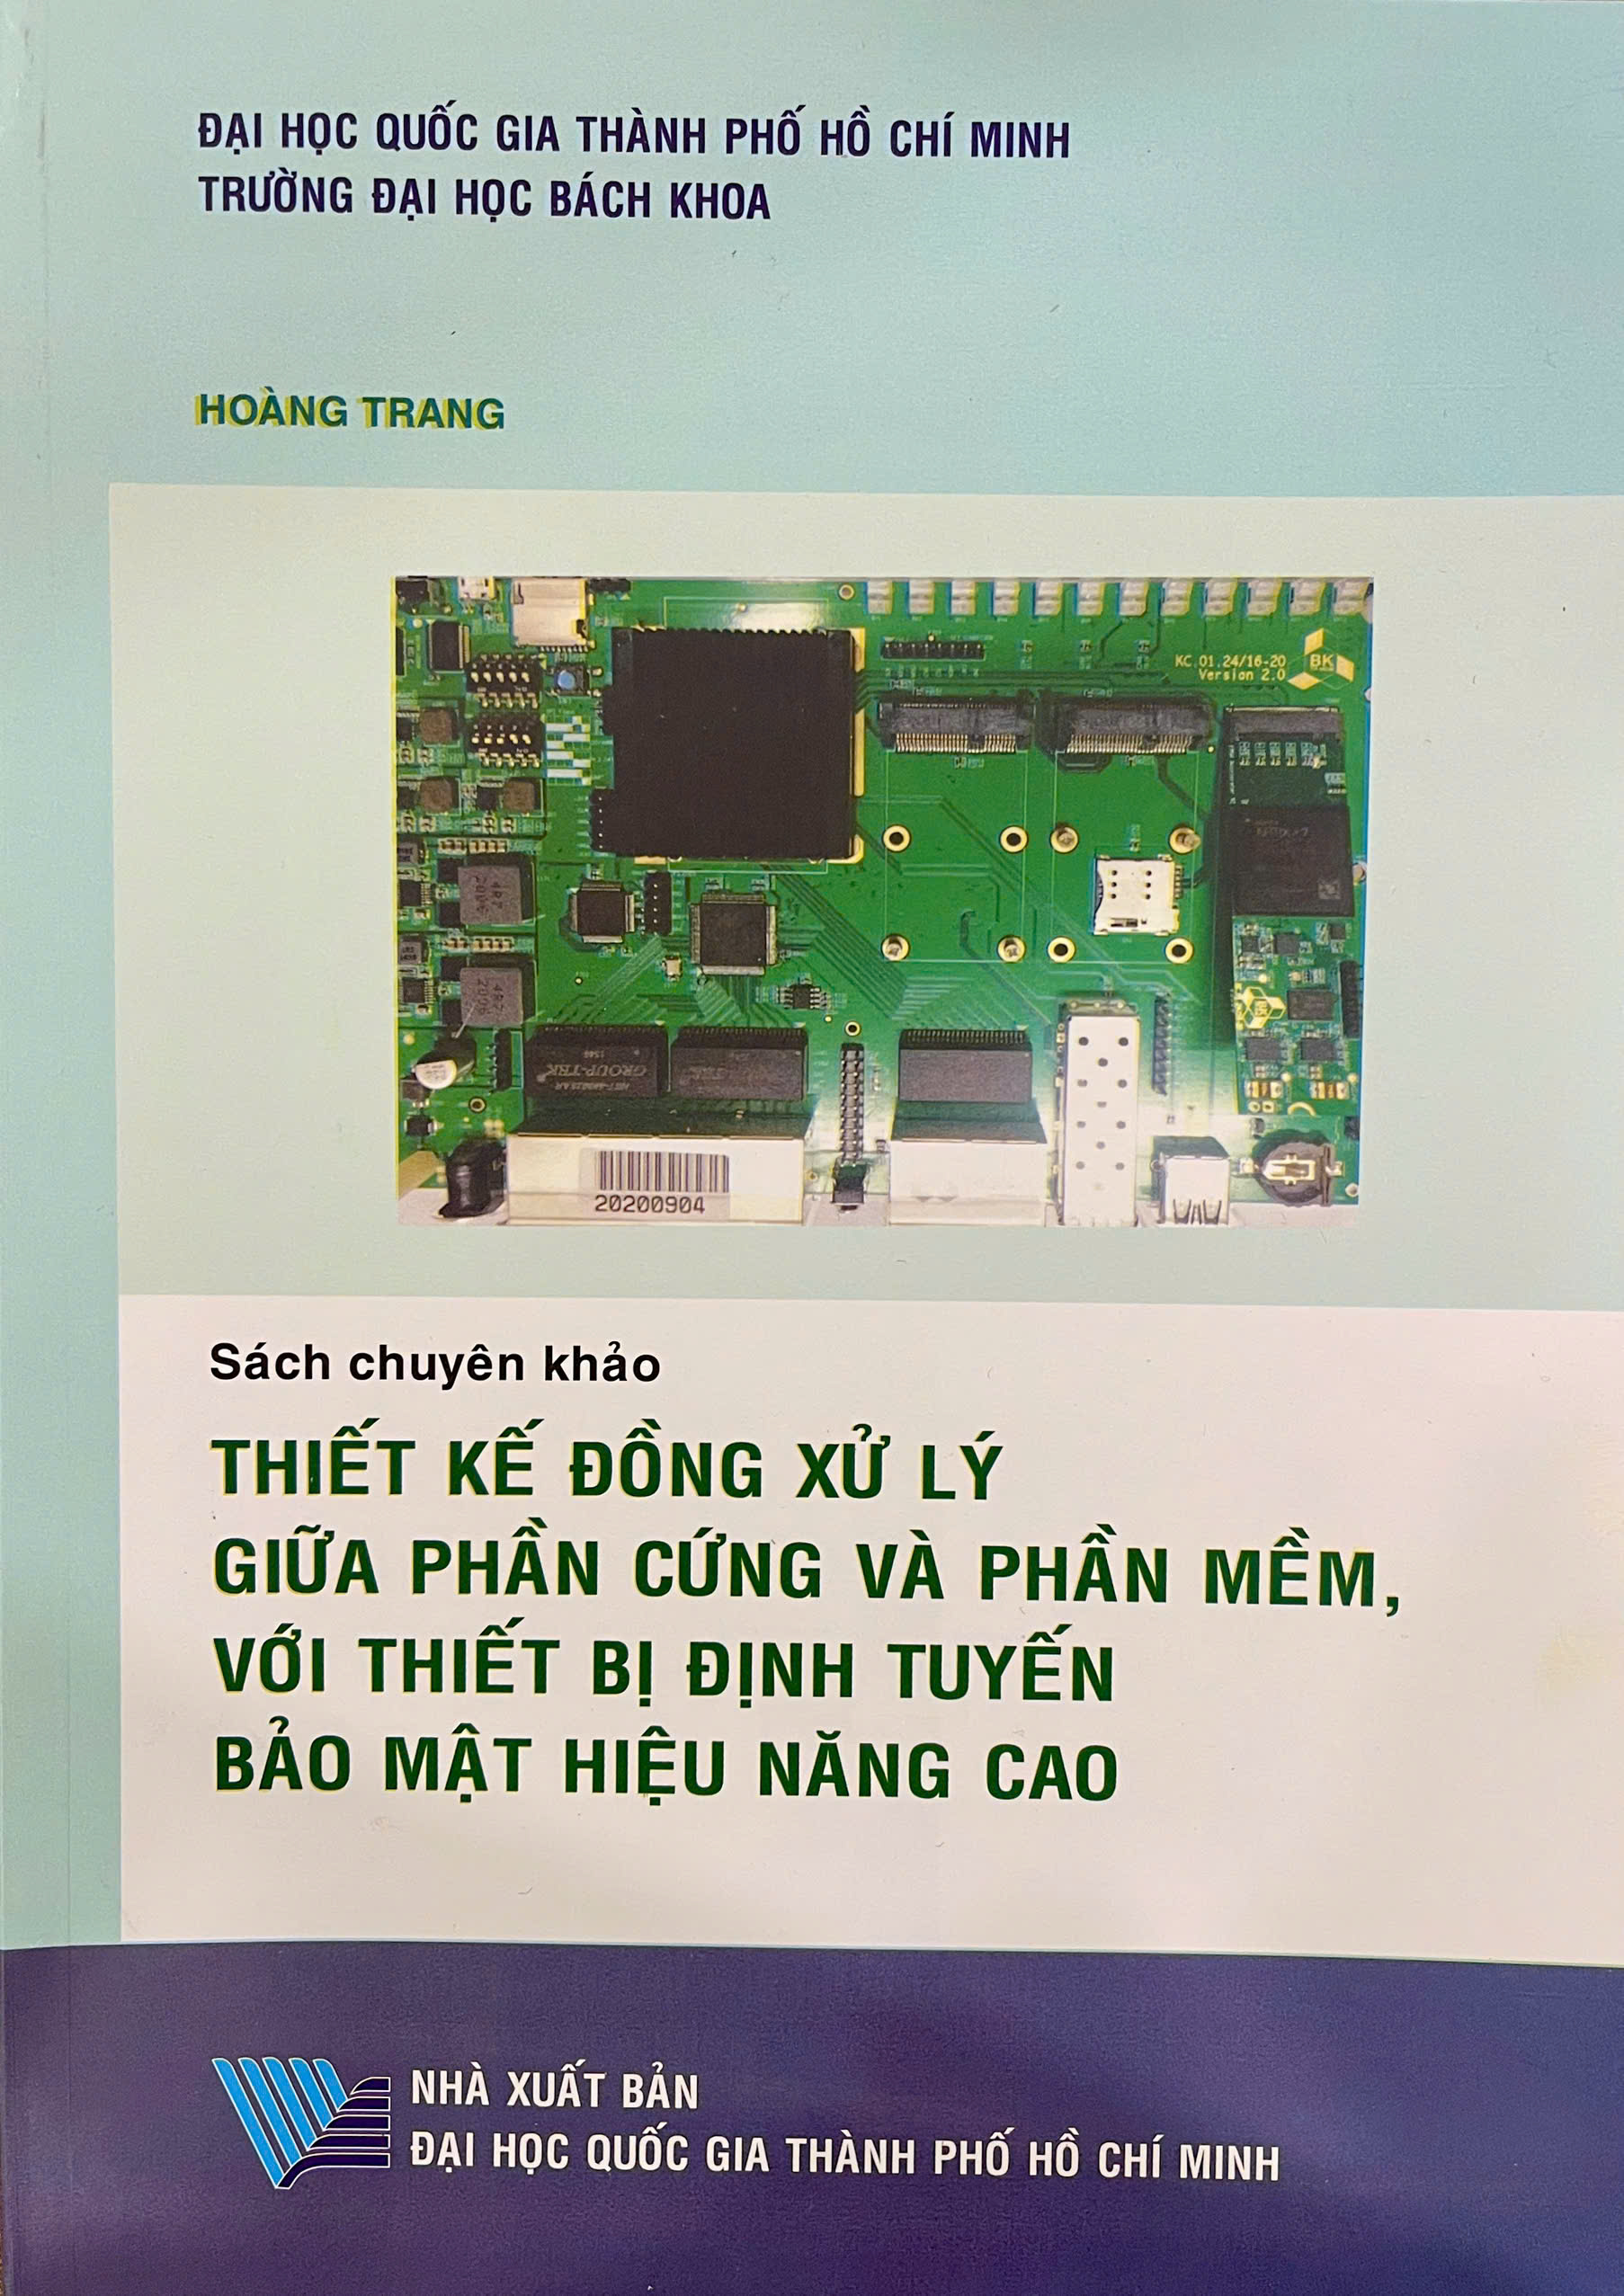 ĐẠI HỌC QUỐC GIA THÀNH PHỐ HỒ CHÍ MINH
TRƯỜNG ĐẠI HỌC BÁCH KHOA
HOÀNG TRANG
KC.01.24/16-20
Version 2.0
BK
4R7
4R7
GROUP-TEK
20200904
Sách chuyên khảo
THIẾT KẾ ĐỒNG XỬ LÝ
GIỮA PHẦN CỨNG VÀ PHẦN MỀM,
VỚI THIẾT BỊ ĐỊNH TUYẾN
BẢO MẬT HIỆU NĂNG CAO
NHÀ XUẤT BẢN
ĐẠI HỌC QUỐC GIA THÀNH PHỐ HỒ CHÍ MINH